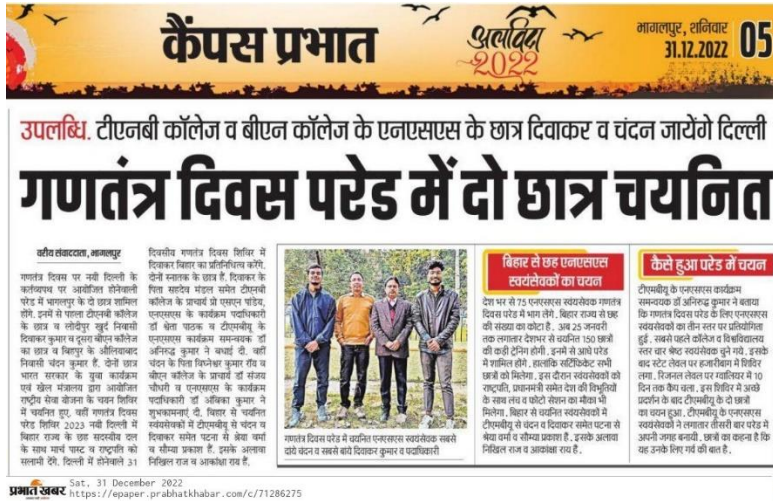 कैंपस प्रभात
अलविदा
2022
भागलपुर, शनिवार
31.12.2022
05
उपलब्धि. टीएनबी कॉलेज व बीएन कॉलेज के एनएसएस के छात्र दिवाकर व चंदन जायेंगे दिल्ली
गणतंत्र दिवस परेड में दो छात्र चयनित
वरीय संवाददाता, भागलपुर
गणतंत्र दिवस पर नयी दिल्ली के
कर्तव्यपथ पर आयोजित होनेवाली
परेड में भागलपुर के दो छात्र शामिल
होंगे. इनमें से पहला टीएनबी कॉलेज
के छात्र व लोदीपुर खुर्द निवासी
दिवाकर कुमार व दूसरा बीएन कॉलेज
का छात्र व बिहपुर के औलियाबाद
निवासी चंदन कुमार हैं. दोनों छात्र
भारत सरकार के युवा कार्यक्रम
एवं खेल मंत्रालय द्वारा आयोजित
राष्ट्रीय सेवा योजना के चयन शिविर
में चयनित हुए. वहीं गणतंत्र दिवस
परेड शिविर 2023 नयी दिल्ली में
बिहार राज्य के छह सदस्यीय दल
के साथ मार्च पास्ट व राष्ट्रपति को
सलामी देंगे. दिल्ली में होनेवाले 31
दिवसीय गणतंत्र दिवस शिविर में
दिवाकर बिहार का प्रतिनिधित्व करेंगे.
दोनों स्नातक के छात्र हैं. दिवाकर के
पिता सहदेव मंडल समेत टीएनबी
कॉलेज के प्राचार्य प्रो एसएन पांडेय,
एनएसएस के कार्यक्रम पदाधिकारी
डॉ श्वेता पाठक व टीएमबीयू के
एनएसएस कार्यक्रम समन्वयक डॉ
अनिरुद्ध कुमार ने बधाई दी. वहीं
चंदन के पिता विघ्नेश्वर कुमार रॉय व
बीएन कॉलेज के प्राचार्य डॉ संजय
चौधरी व एनएसएस के कार्यक्रम
पदाधिकारी डॉ अंबिका कुमार ने
शुभकामनाएं दी. बिहार से चयनित
स्वयंसेवकों में टीएमबीयू से चंदन व
दिवाकर समेत पटना से श्रेया वर्मा
व सौम्या प्रकाश हैं. इसके अलावा
निखिल राज व आकांक्षा राय हैं.
गणतंत्र दिवस परेड में चयनित एनएसएस स्वयंसेवक सबसे
दायें चंदन व सबसे बायें दिवाकर कुमार व पदाधिकारी
बिहार से छह एनएसएस
स्वयंसेवकों का चयन
देश भर से 75 एनएसएस स्वयंसेवक गणतंत्र
दिवस परेड में भाग लेंगे. बिहार राज्य से छह
की संख्या का कोटा है. अब 25 जनवरी
तक लगातार देशभर से चयनित 150 छात्रों
की कड़ी ट्रेनिंग होगी. इनमें से आधे परेड
में शामिल होंगे. हालांकि सर्टिफिकेट सभी
छात्रों को मिलेगा. इस दौरान स्वयंसेवकों को
राष्ट्रपति, प्रधानमंत्री समेत देश की विभूतियों
के साथ लंच व फोटो सेशन का मौका भी
मिलेगा. बिहार से चयनित स्वयंसेवकों में
टीएमबीयू से चंदन व दिवाकर समेत पटना से
श्रेया वर्मा व सौम्या प्रकाश हैं. इसके अलावा
निखिल राज व आकांक्षा राय हैं.
कैसे हुआ परेड में चयन
टीएमबीयू के एनएसएस कार्यक्रम
समन्वयक डॉ अनिरुद्ध कुमार ने बताया
कि गणतंत्र दिवस परेड के लिए एनएसएस
स्वयंसेवकों का तीन स्तर पर प्रतियोगिता
हुई. सबसे पहले कॉलेज व विश्वविद्यालय
स्तर चार श्रेष्ठ स्वयंसेवक चुने गये. इसके
बाद स्टेट लेवल पर हजारीबाग में शिविर
लगा. रिजनल लेवल पर ग्वालियर में 10
दिन तक कैंप चला. इस शिविर में अच्छे
प्रदर्शन के बाद टीएमबीयू के दो छात्रों
का चयन हुआ. टीएमबीयू के एनएसएस
स्वयंसेवकों ने लगातार तीसरी बार परेड में
अपनी जगह बनायी. छात्रों का कहना है कि
यह उनके लिए गर्व की बात है.
प्रभात खबर
Sat, 31 December 2022
https://epaper.prabhatkhabar.com/c/71286275